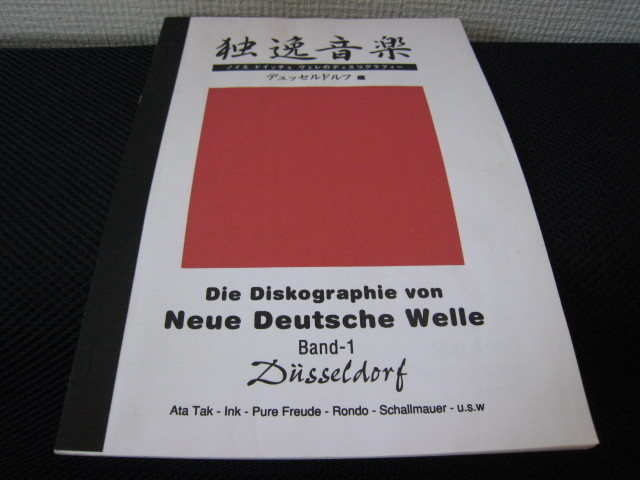 独逸音楽
ノイエ ドイッチェ ヴェレのディスコグラフィー
デュッセルドルフ 編
Die Diskographie von
Neue Deutsche Welle
Band-1
Düsseldorf
Ata Tak - Ink - Pure Freude - Rondo - Schallmauer - u.s.w